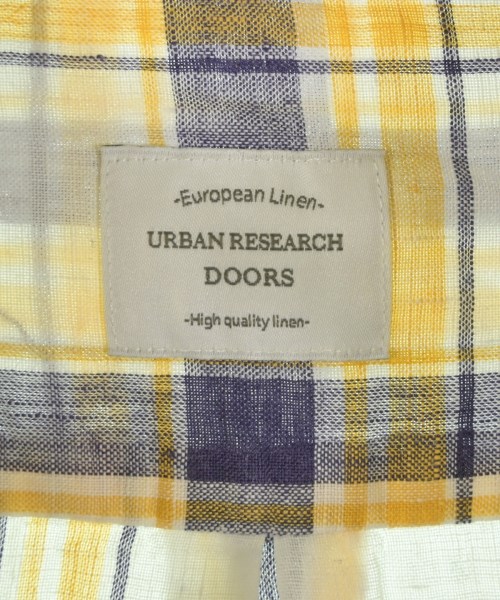 -European Linen-
URBAN RESEARCH
DOORS
-High quality linen-